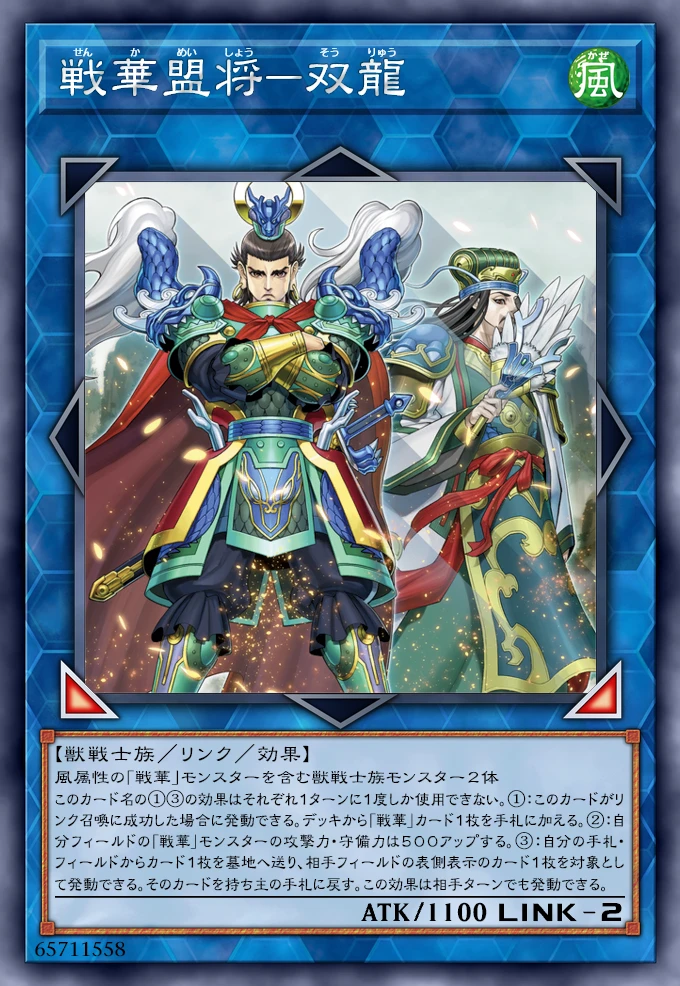 せん か めい しょう そう りゅう
戦華盟将－双龍
かぜ
風
【獣戦士族／リンク／効果】
風属性の「戦華」モンスターを含む獣戦士族モンスター２体
このカード名の①③の効果はそれぞれ１ターンに１度しか使用できない。①：このカードがリ
ンク召喚に成功した場合に発動できる。デッキから「戦華」カード１枚を手札に加える。②：自
分フィールドの「戦華」モンスターの攻撃力・守備力は５００アップする。③：自分の手札・
フィールドからカード１枚を墓地へ送り、相手フィールドの表側表示のカード１枚を対象とし
て発動できる。そのカードを持ち主の手札に戻す。この効果は相手ターンでも発動できる。
ATK/1100 LINK-2
65711558